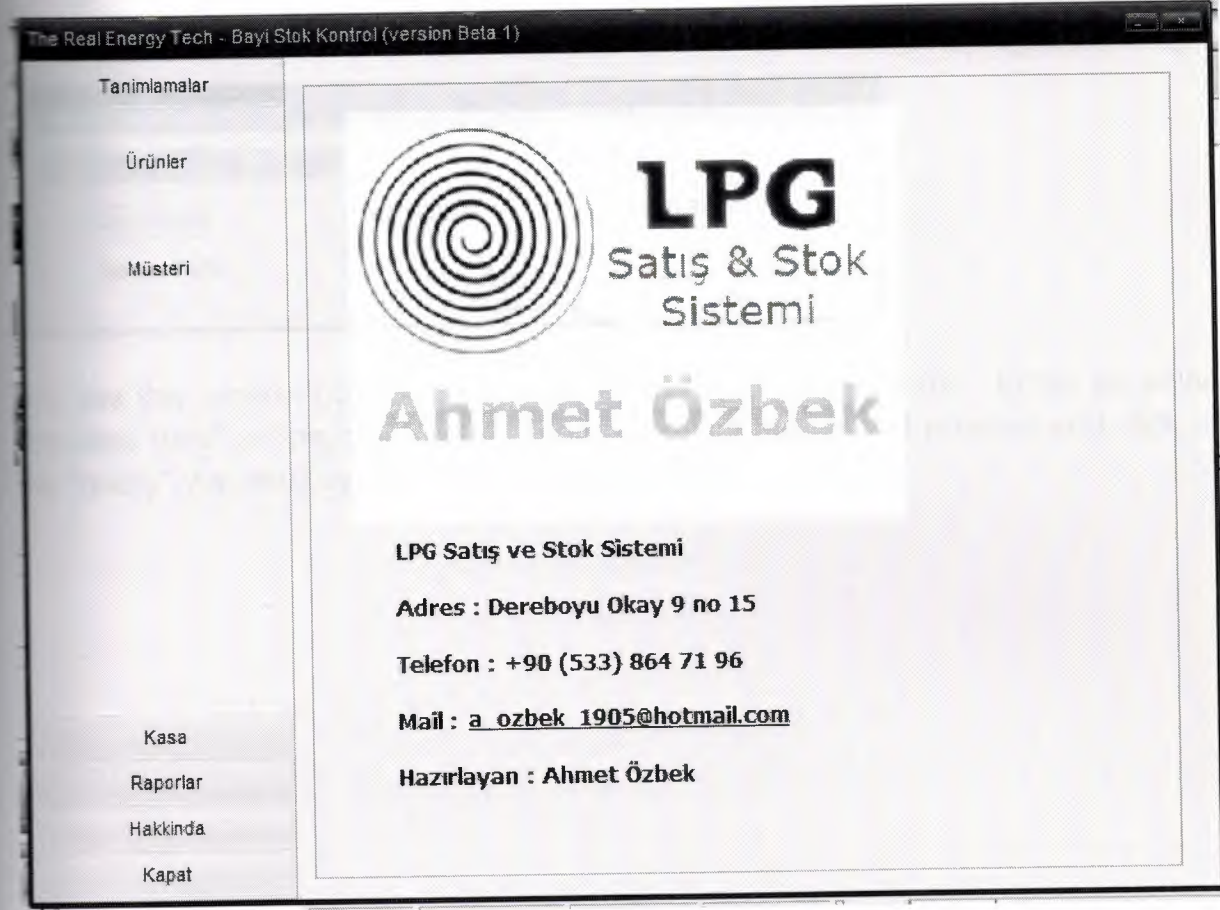 The Real Energy Tech - Bayi Stok Kontrol (version Beta 1)
Tanimlamalar
Ürünler
Müsteri
Kasa
Raporlar
Hakkinda
Kapat
LPG
Satış & Stok
Sistemi
Ahmet Özbek
LPG Satış ve Stok Sistemi
Adres : Dereboyu Okay 9 no 15
Telefon : +90 (533) 864 71 96
Mail : a_ozbek_1905@hotmail.com
Hazırlayan : Ahmet Özbek